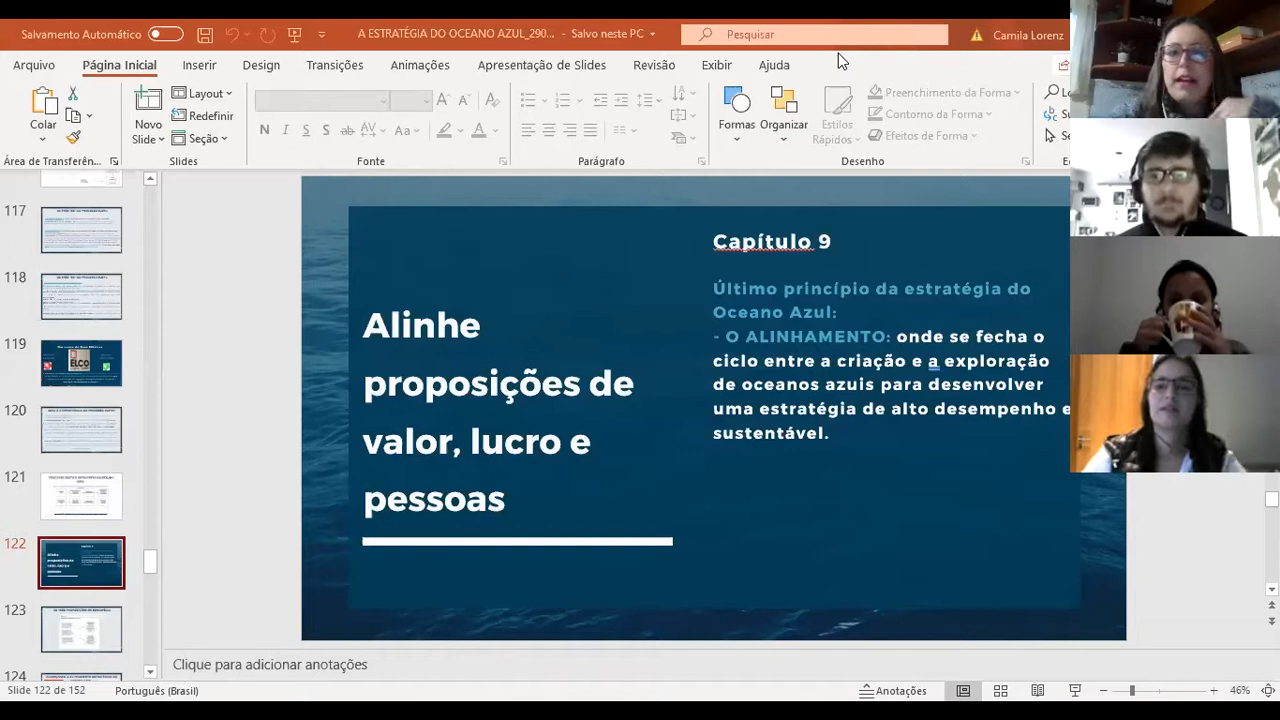 Salvamento Automático
A ESTRATÉGIA DO OCEANO AZUL_290... - Salvo neste PC
Pesquisar
Camila Lorenz
Arquivo
Página Inicial
Inserir
Design
Transições
Animações
Apresentação de Slides
Revisão
Exibir
Ajuda
Colar
Novo
Slide
Layout
Redefinir
Seção
N I S S ab AV Aa A
Formas
Organizar
Estilos
Rápidos
Preenchimento da Forma
Contorno da Forma
Efeitos de Forma
Área de Transferên...
Slides
Fonte
Parágrafo
Desenho
117
118
119
ELCO
120
121
122
123
124
Alinhe
proposições de
valor, lucro e
pessoas
Capítulo 9
Último princípio da estratégia do
Oceano Azul:
- O ALINHAMENTO: onde se fecha o
ciclo entre a criação e a exploração
de oceanos azuis para desenvolver
uma estratégia de alto desempenho e
sustentável.
Clique para adicionar anotações
Slide 122 de 152
Português (Brasil)
Anotações
46%